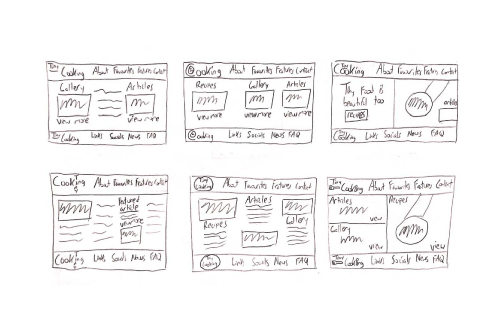 Tiny Cooking About Favourites Features Contact
Gallery Articles
view more view more
Tiny Cooking Links Socials News FAQ
Cooking About Favourites Features Contact
Recipes Gallery Articles
view more view more view more
Cooking Links Socials News FAQ
Tiny Cooking About Favourites Features Contact
Tiny Food is
beautiful too
recipes
articles
Tiny Cooking Links Socials News FAQ
Cooking About Favourites Features Contact
Featured
article
view more
Cooking Links Socials News FAQ
Tiny Cooking About Favourites Features Contact
Articles
Recipes Gallery
Tiny Cooking Links Socials News FAQ
Tiny Cooking About Favourites Features Contact
Articles Recipes
view
Gallery
view view
Tiny Cooking Links Socials News FAQ